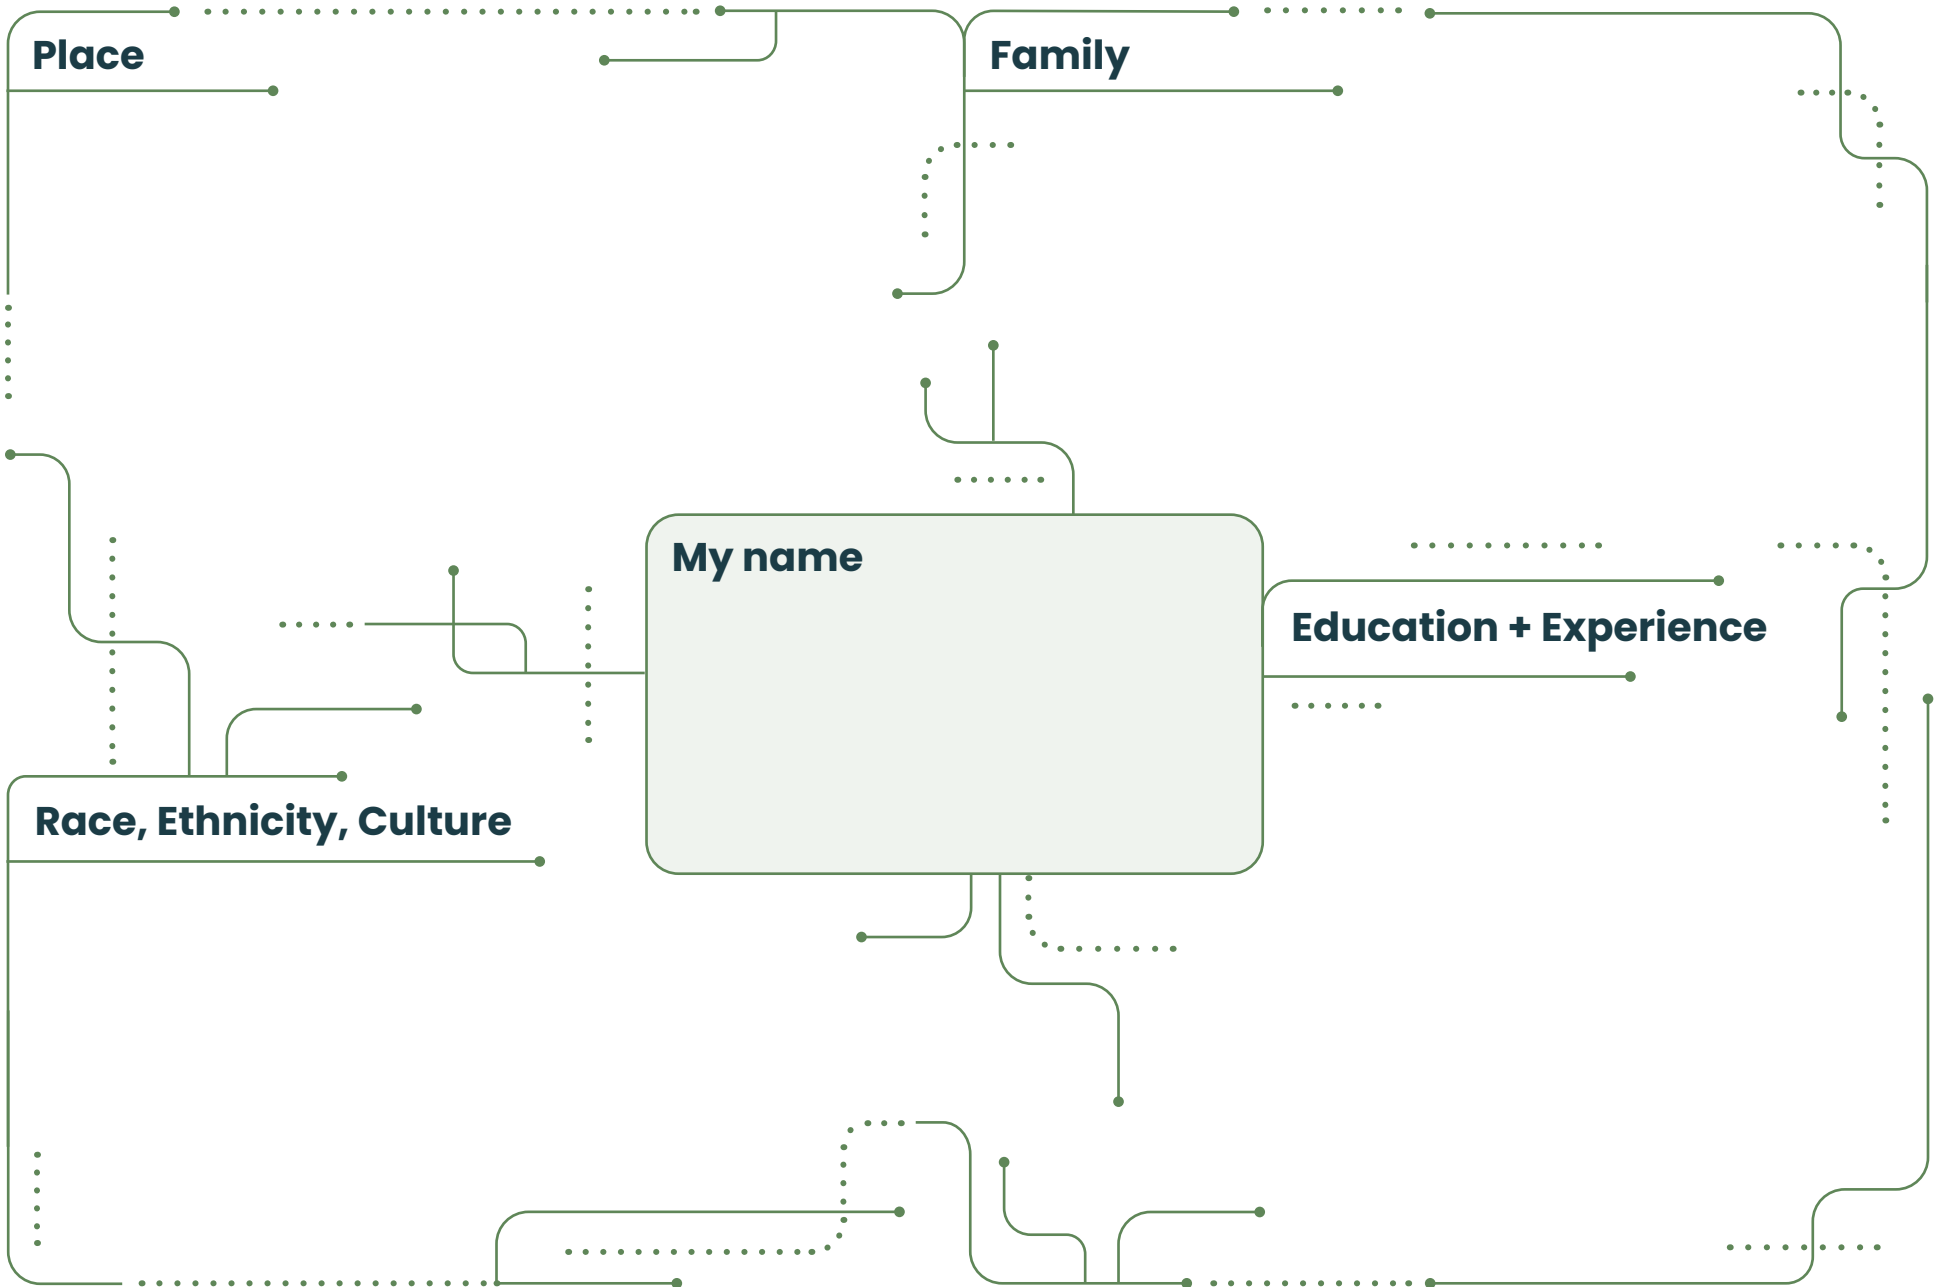 Place
Family
My name
Education + Experience
Race, Ethnicity, Culture